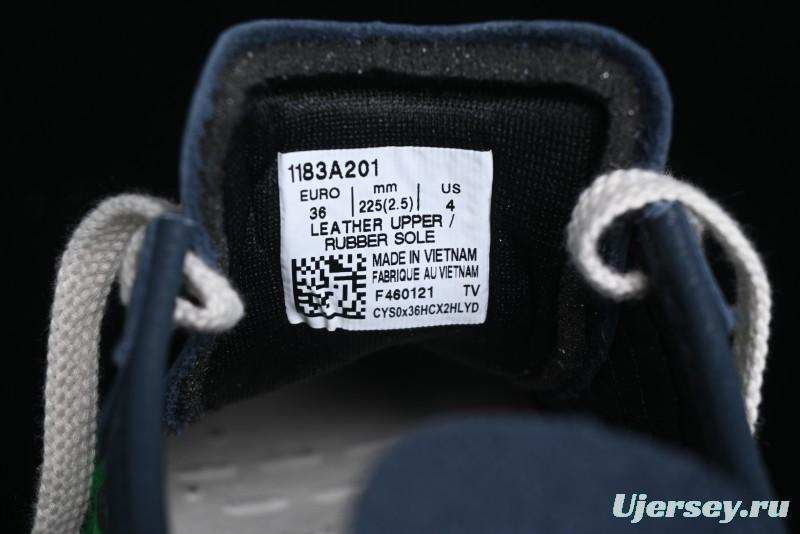 1183A201
EURO | mm | US
36 | 225(2.5) | 4
LEATHER UPPER /
RUBBER SOLE
MADE IN VIETNAM
FABRIQUE AU VIETNAM
F460121 TV
CYS0x36HCX2HLYD
Ujersey.ru